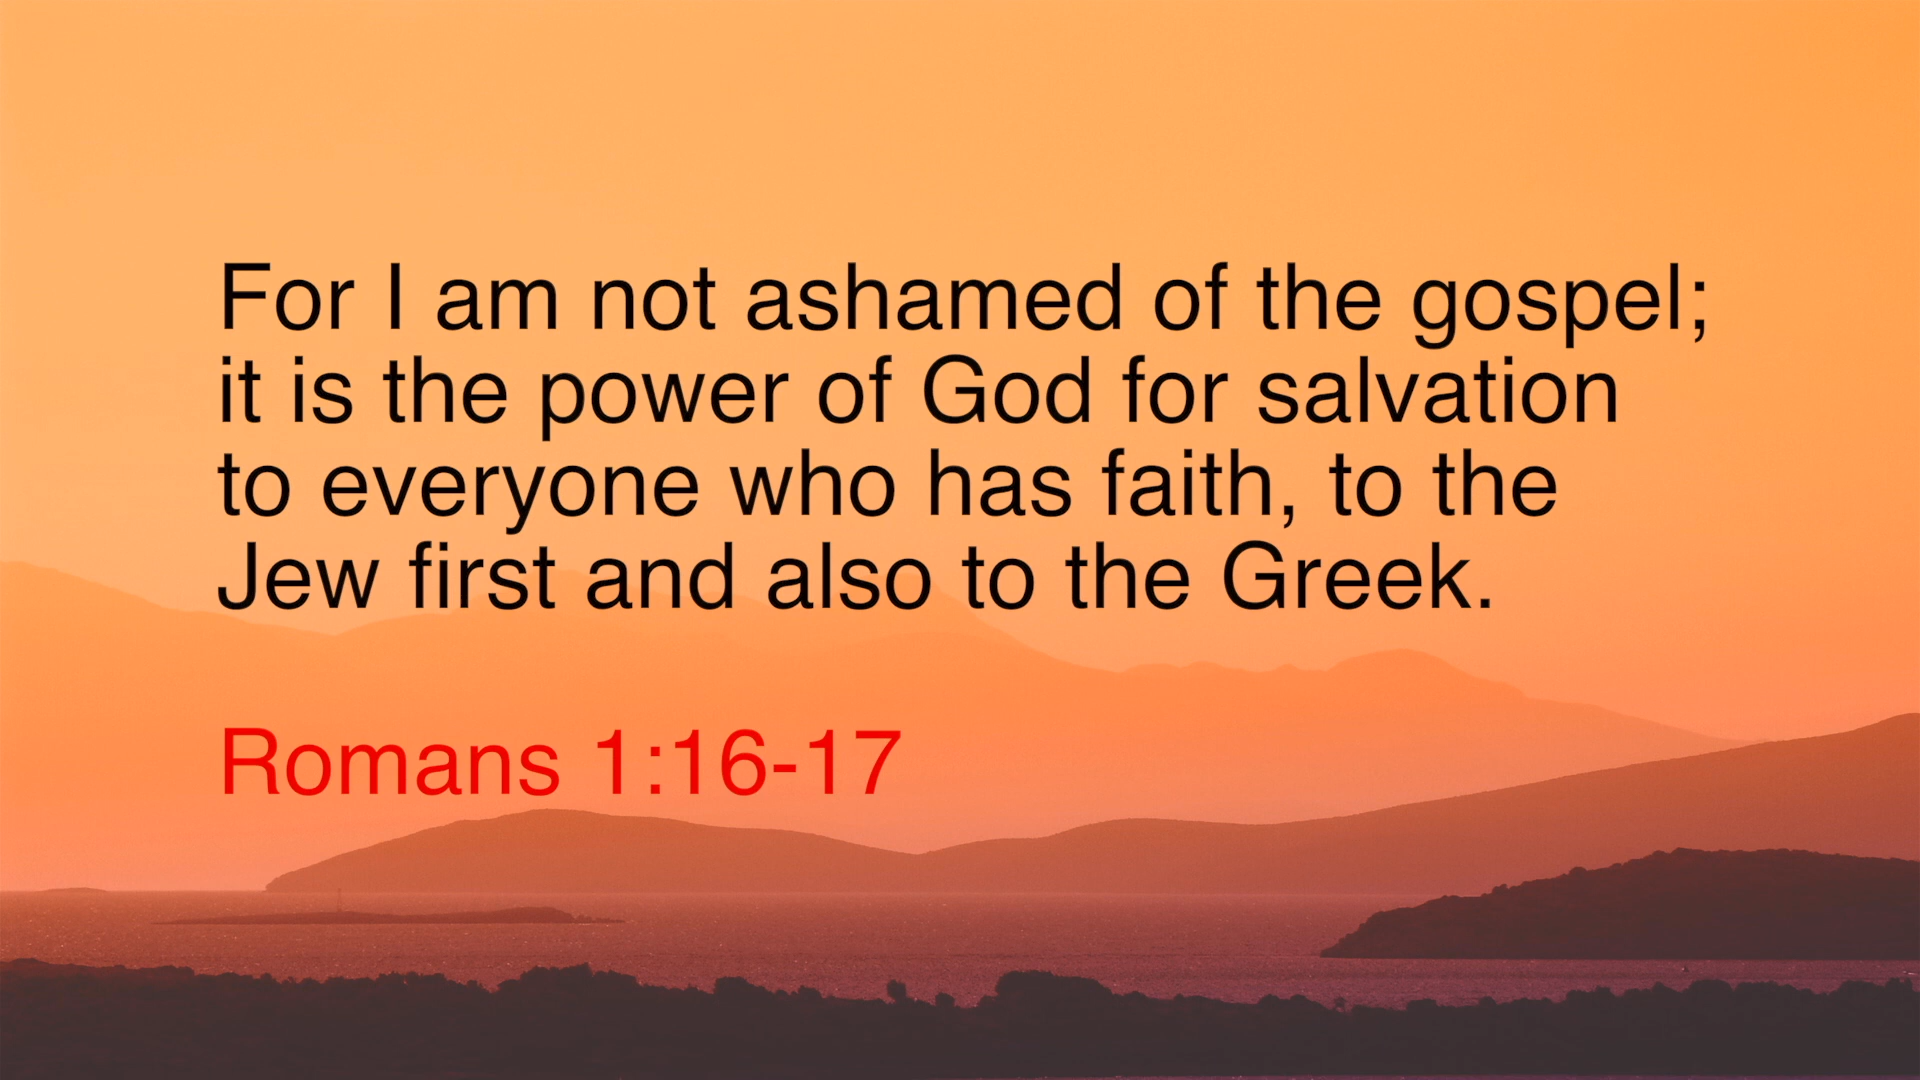 For I am not ashamed of the gospel;
it is the power of God for salvation
to everyone who has faith, to the
Jew first and also to the Greek.
Romans 1:16-17